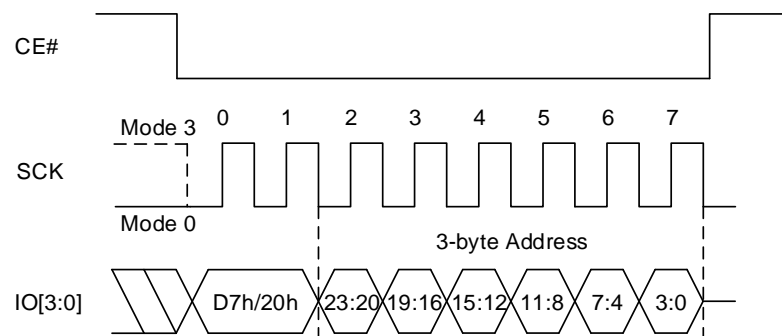 CE#
Mode 3 0 1 2 3 4 5 6 7
SCK
Mode 0
3-byte Address
IO[3:0] D7h/20h 23:20 19:16 15:12 11:8 7:4 3:0